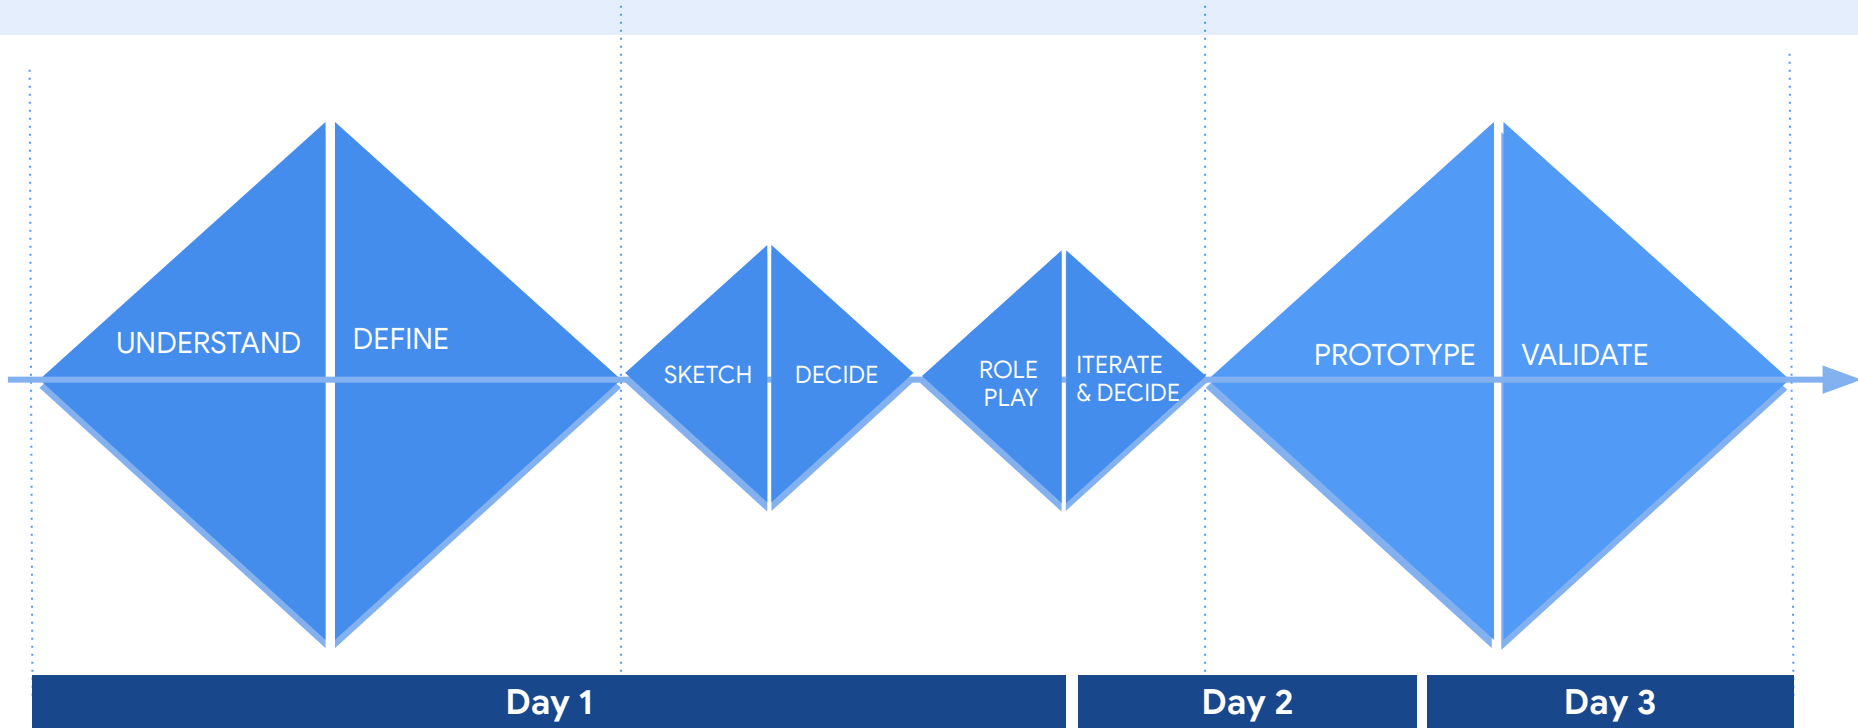 UNDERSTAND
DEFINE
SKETCH
DECIDE
ROLE
PLAY
ITERATE
& DECIDE
PROTOTYPE
VALIDATE
Day 1
Day 2
Day 3